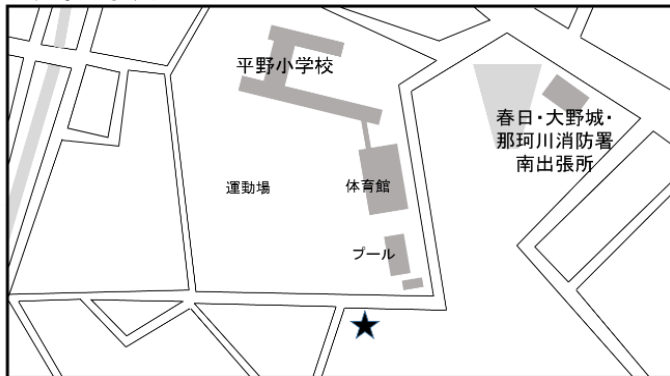 平野小学校
春日・大野城・
那珂川消防署
南出張所
運動場
体育館
プール